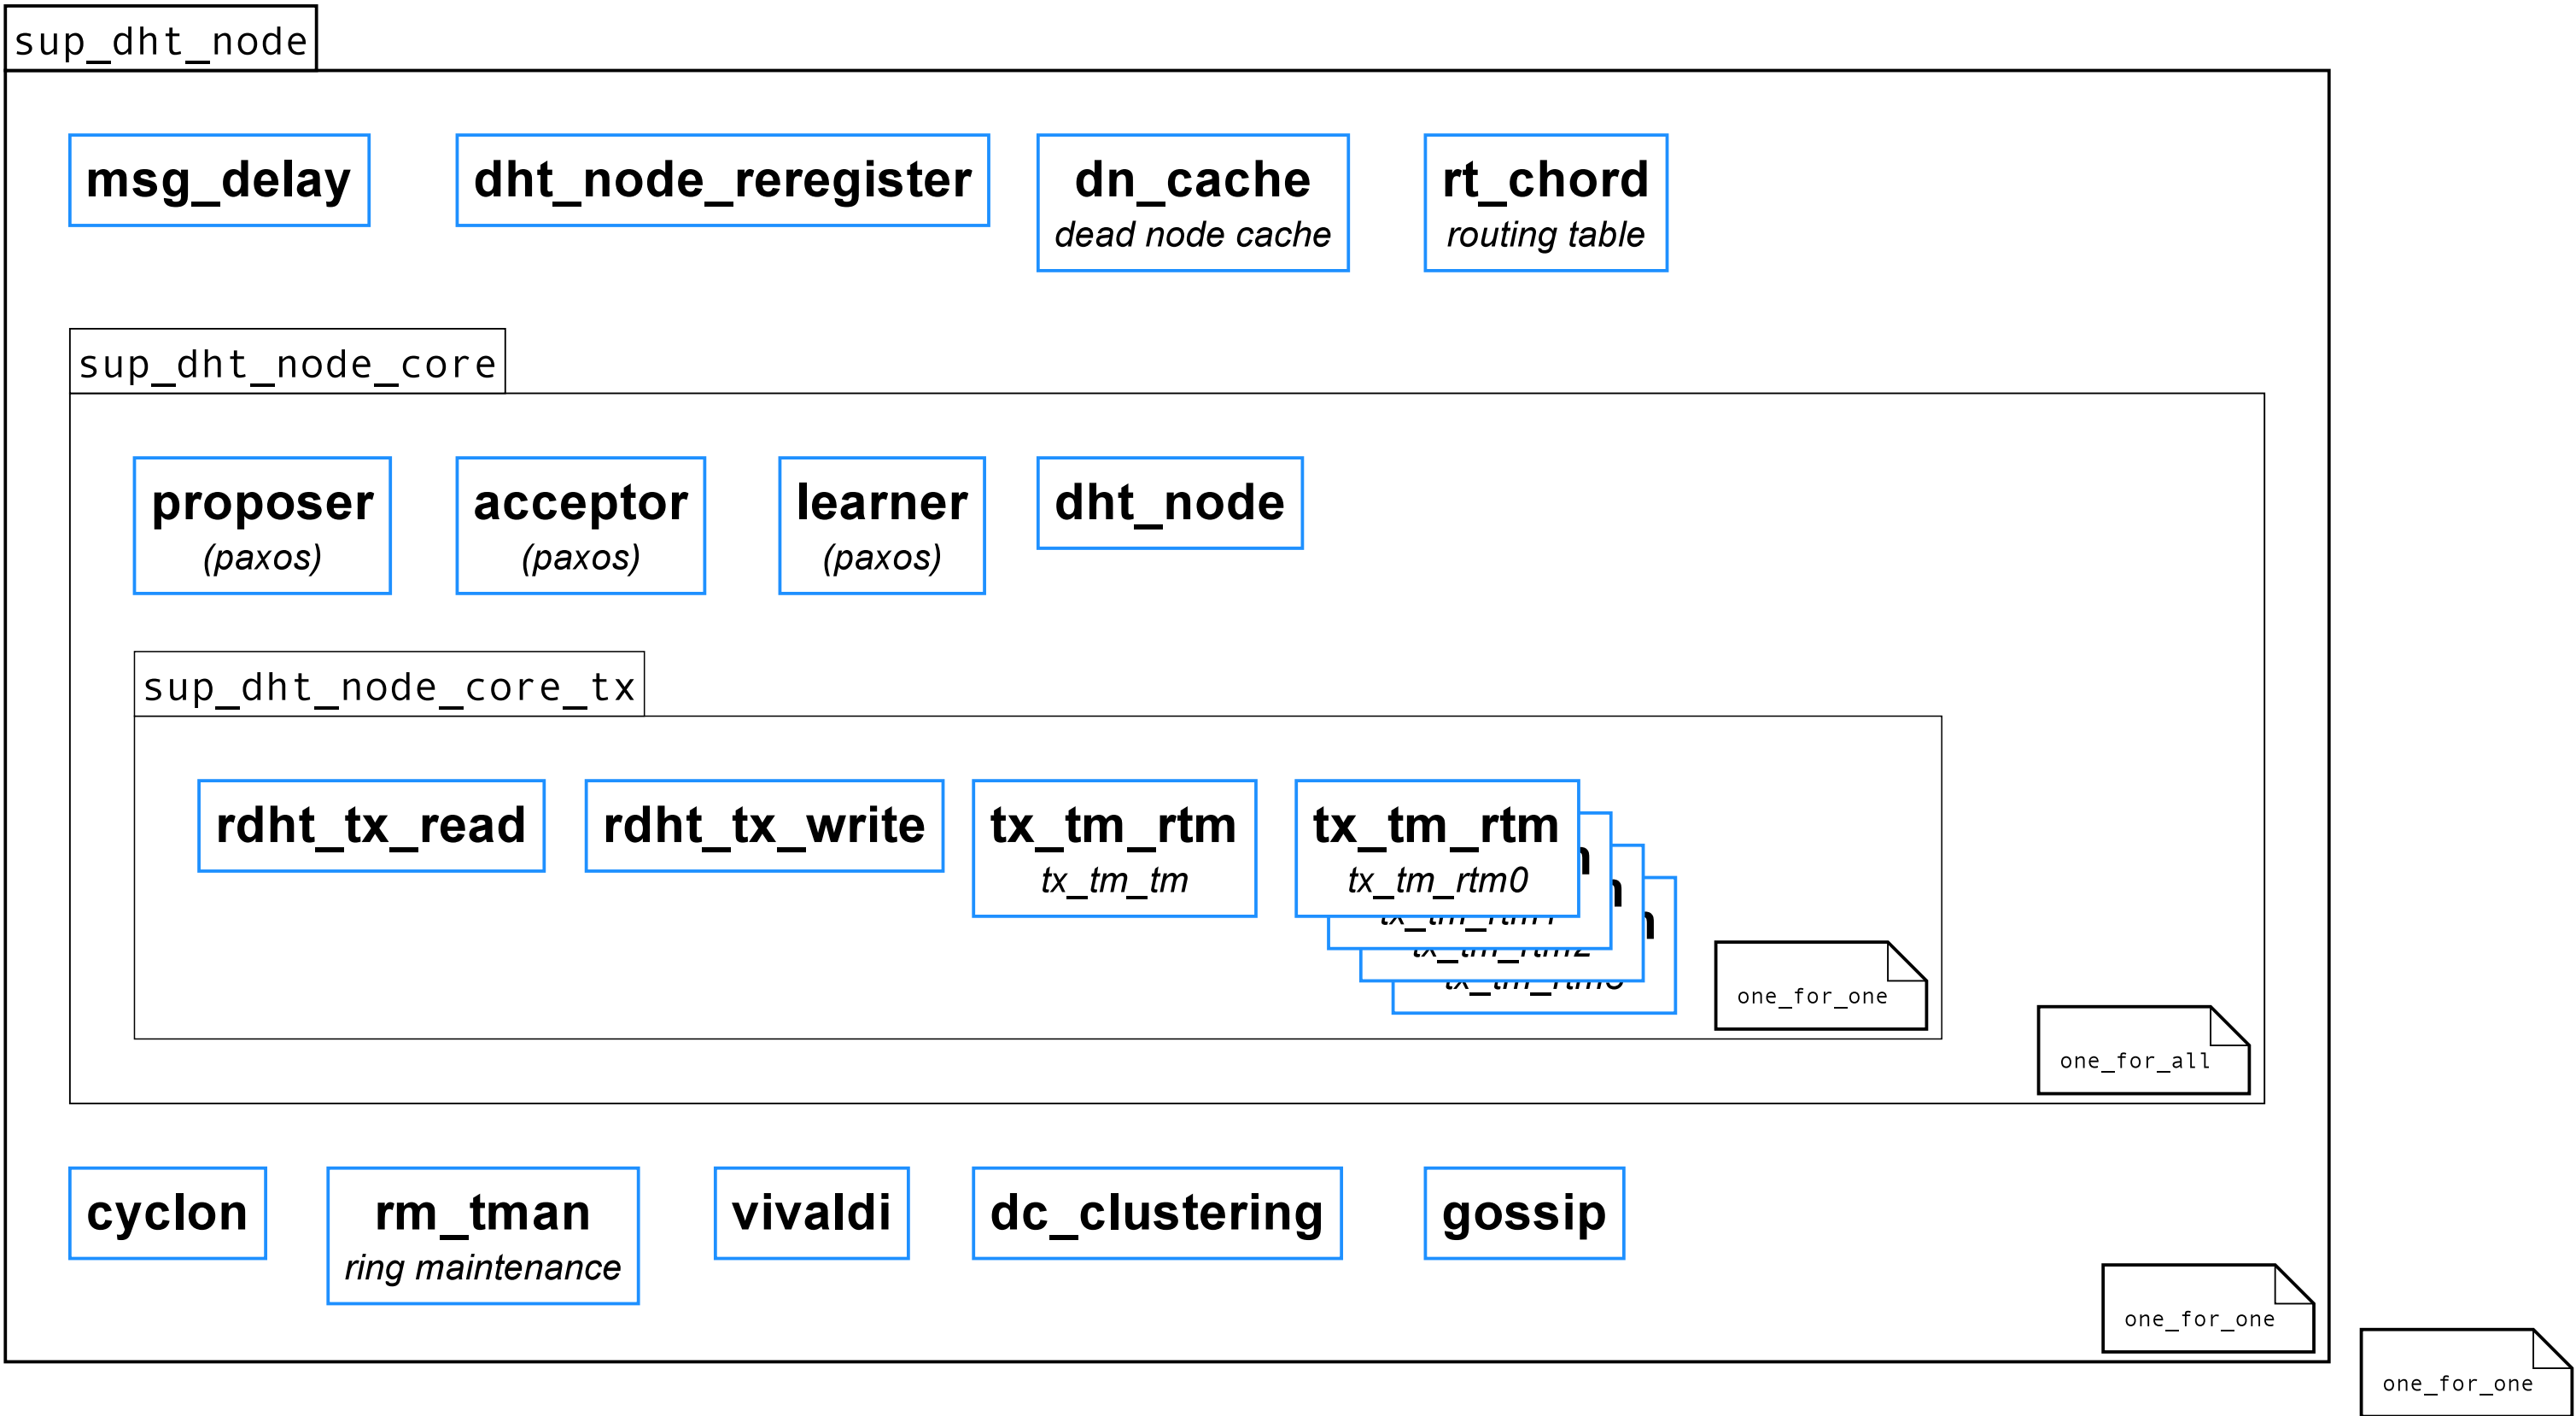 sup_dht_node
msg_delay
dht_node_reregister
dn_cache
dead node cache
rt_chord
routing table
sup_dht_node_core
proposer
(paxos)
acceptor
(paxos)
learner
(paxos)
dht_node
sup_dht_node_core_tx
rdht_tx_read
rdht_tx_write
tx_tm_rtm
tx_tm_tm
tx_tm_rtm
tx_tm_rtm0
one_for_one
one_for_all
cyclon
rm_tman
ring maintenance
vivaldi
dc_clustering
gossip
one_for_one
one_for_one